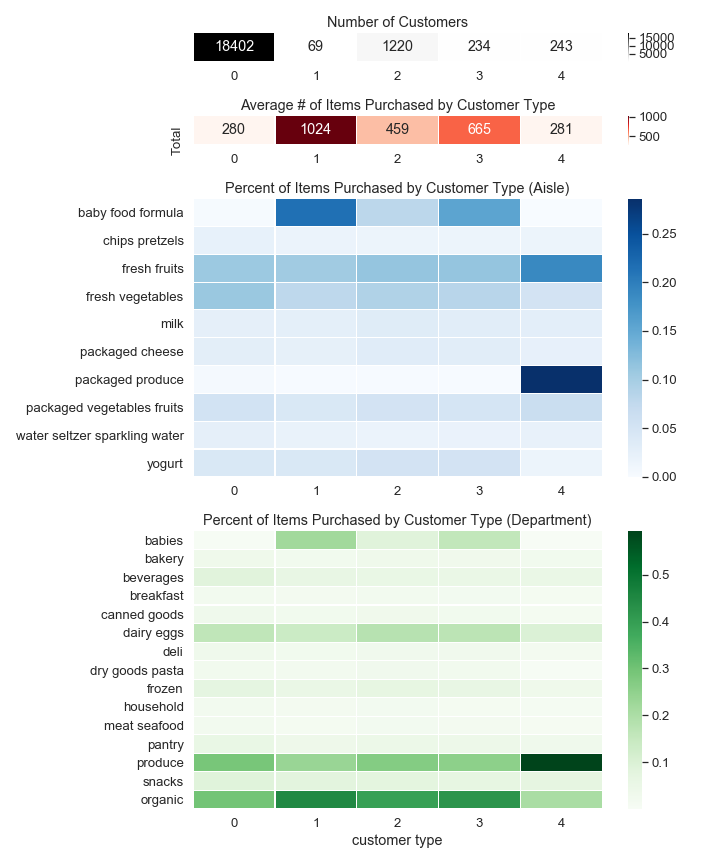 Number of Customers
18402 69 1220 234 243
0 1 2 3 4
15000
10000
5000
Average # of Items Purchased by Customer Type
Total
280 1024 459 665 281
0 1 2 3 4
1000
500
Percent of Items Purchased by Customer Type (Aisle)
baby food formula
chips pretzels
fresh fruits
fresh vegetables
milk
packaged cheese
packaged produce
packaged vegetables fruits
water seltzer sparkling water
yogurt
0 1 2 3 4
0.25
0.20
0.15
0.10
0.05
0.00
Percent of Items Purchased by Customer Type (Department)
babies
bakery
beverages
breakfast
canned goods
dairy eggs
deli
dry goods pasta
frozen
household
meat seafood
pantry
produce
snacks
organic
0 1 2 3 4
customer type
0.5
0.4
0.3
0.2
0.1